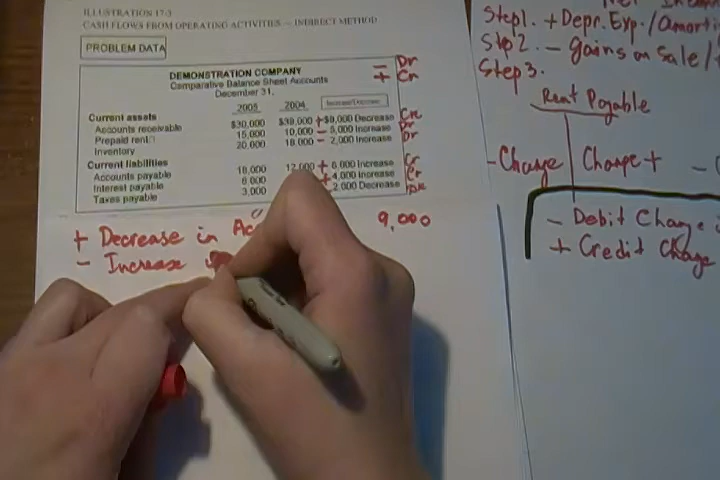 ILLUSTRATION 17-3
CASH FLOWS FROM OPERATING ACTIVITIES — INDIRECT METHOD
PROBLEM DATA
DEMONSTRATION COMPANY
Comparative Balance Sheet Accounts
December 31,
− Dr
+ Cr
2005 2004 Increase/Decrease
Current assets
Accounts receivable $30,000 $39,000 + $9,000 Decrease Cr
Prepaid rent 15,000 10,000 − 5,000 Increase Dr
Inventory 20,000 18,000 − 2,000 Increase Dr
Current liabilities
Accounts payable 18,000 12,000 + 6,000 Increase Cr
Interest payable 6,000 + 4,000 Increase Cr
Taxes payable 3,000 2,000 Decrease Dr
+ Decrease in 9,000
− Increase
Step1. + Depr. Exp. /
Step2. − gains on Sale /
Step3.
Rent Payable
− Change Change +
− Debit Change
+ Credit Change